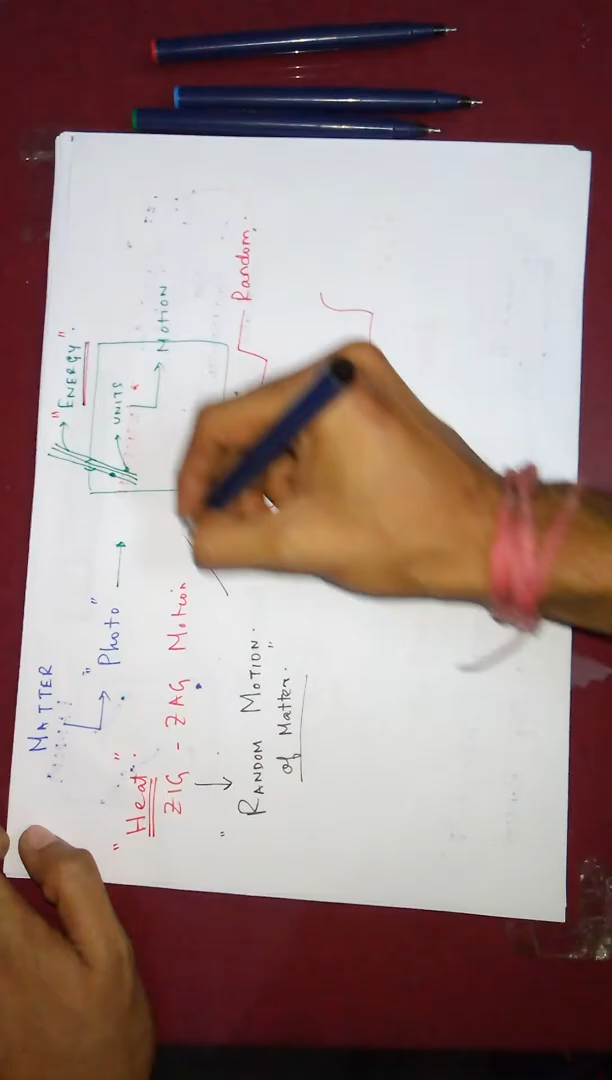 MATTER
"Photo"
"ENERGY".
UNITS
MOTION
"Heat".
ZIG - ZAG Motion
Random.
" RANDOM MOTION.
of Matter. "